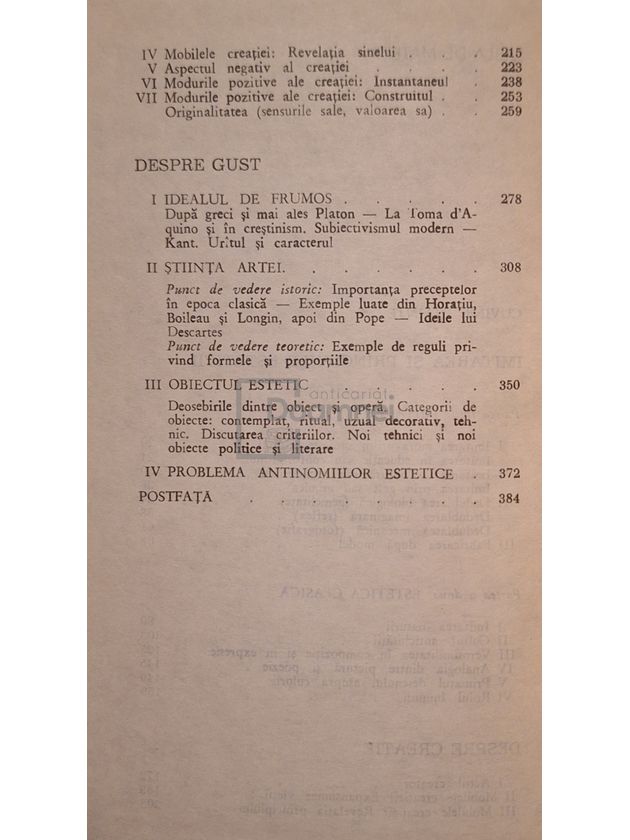 IV Mobilele creației: Revelația sinelui . . . 215
V Aspectul negativ al creației . . . . 223
VI Modurile pozitive ale creației: Instantaneul . 238
VII Modurile pozitive ale creației: Construitul . . 253
Originalitatea (sensurile sale, valoarea sa) . . 259
DESPRE GUST
I IDEALUL DE FRUMOS . . . . . 278
După greci și mai ales Platon — La Toma d'A-
quino și în creștinism. Subiectivismul modern —
Kant. Urîtul și caracterul
II ȘTIINȚA ARTEI . . . . . . 308
Punct de vedere istoric: Importanța preceptelor
în epoca clasică — Exemple luate din Horațiu,
Boileau și Longin, apoi din Pope — Ideile lui
Descartes
Punct de vedere teoretic: Exemple de reguli pri-
vind formele și proporțiile
III OBIECTUL ESTETIC . . . . . 350
anticariat
Doamnei
Deosebirile dintre obiect și operă. Categorii de
obiecte: contemplat, ritual, uzual decorativ, teh-
nic. Discutarea criteriilor. Noi tehnici și noi
obiecte politice și literare
IV PROBLEMA ANTINOMIILOR ESTETICE . 372
POSTFAȚĂ . . . . . . . . 384